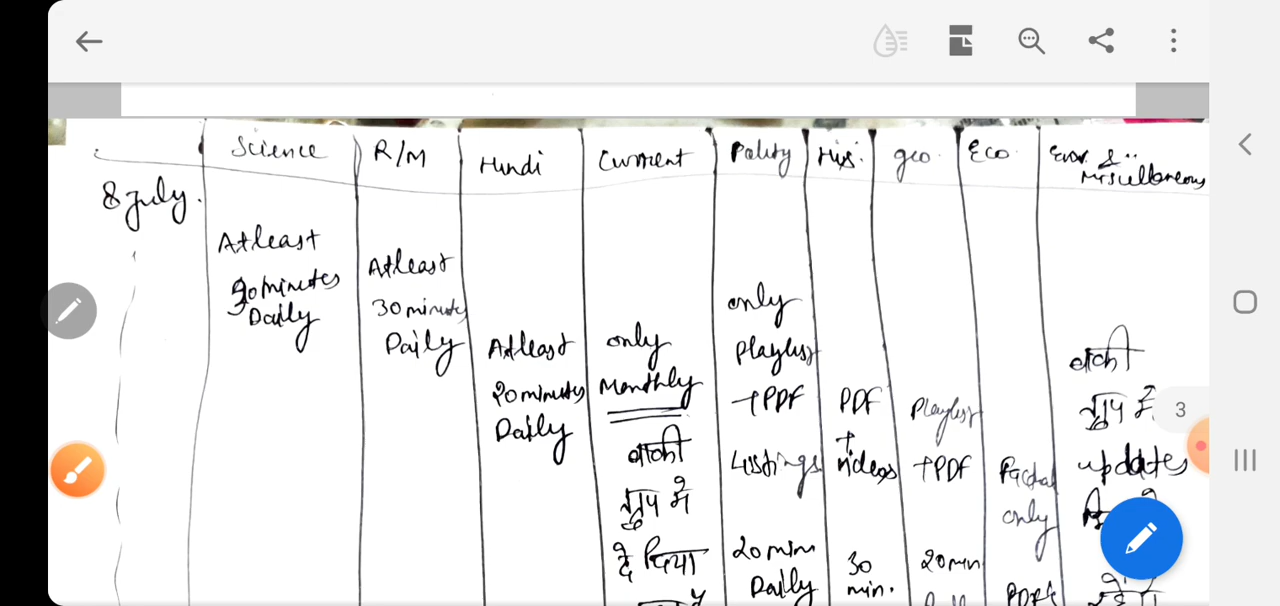 Science R/M Hindi Current Polity His. geo. Eco. Env. &
Miscellaneous
8 July.
Atleast
30 minutes
Daily
Atleast
30 minutes
Daily
Atleast
20 minutes
Daily
only
Monthly
बाकी
ग्रुप में
दे दिया
only
Playlist
+ PDF
Listings
20 min
Daily
PDF
+
videos
30
min.
Playlist
+ PDF
20 min
Factual
only
PDF
बाकी
ग्रुप में
updates
3